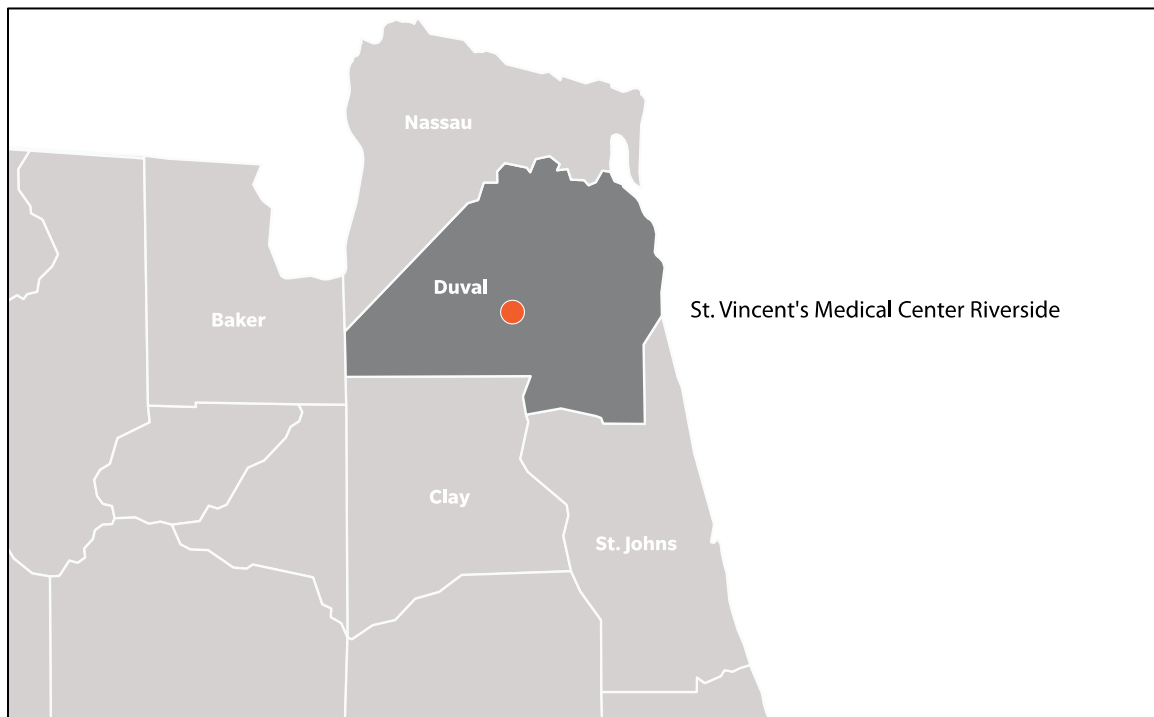 Nassau
Duval
Baker
St. Vincent's Medical Center Riverside
Clay
St. Johns